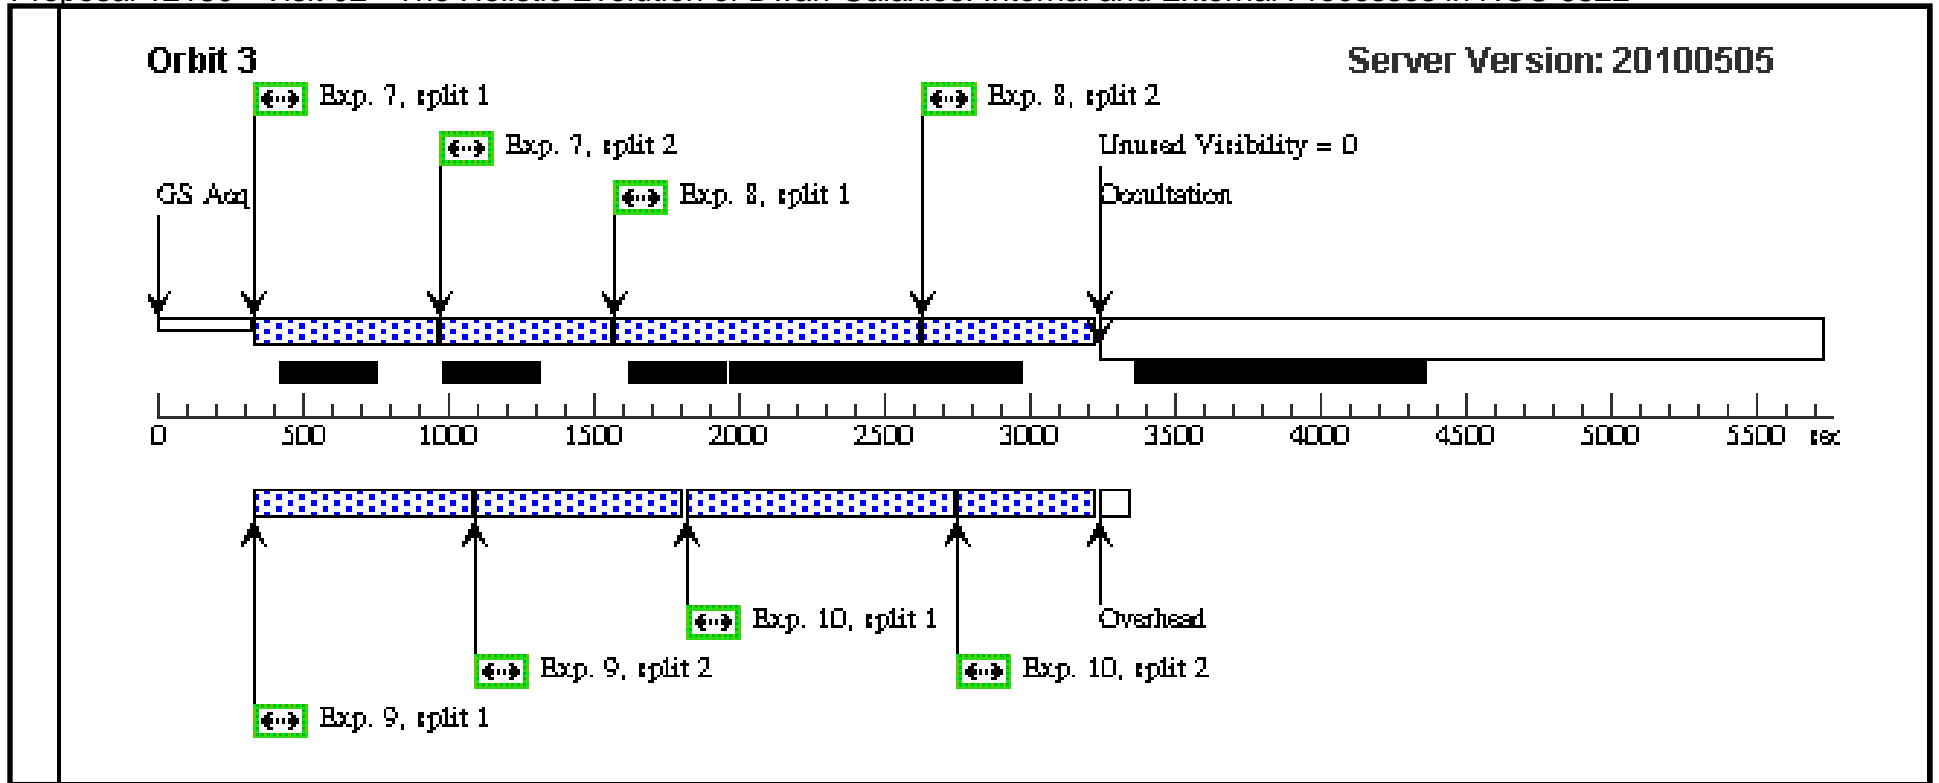 Orbit 3
Server Version: 20100505
Exp. 7, split 1
Exp. 8, split 2
Exp. 7, split 2
Unused Visibility = 0
GS Acq
Exp. 8, split 1
Occultation
0 500 1000 1500 2000 2500 3000 3500 4000 4500 5000 5500 sec
Exp. 10, split 1
Overhead
Exp. 9, split 2
Exp. 10, split 2
Exp. 9, split 1